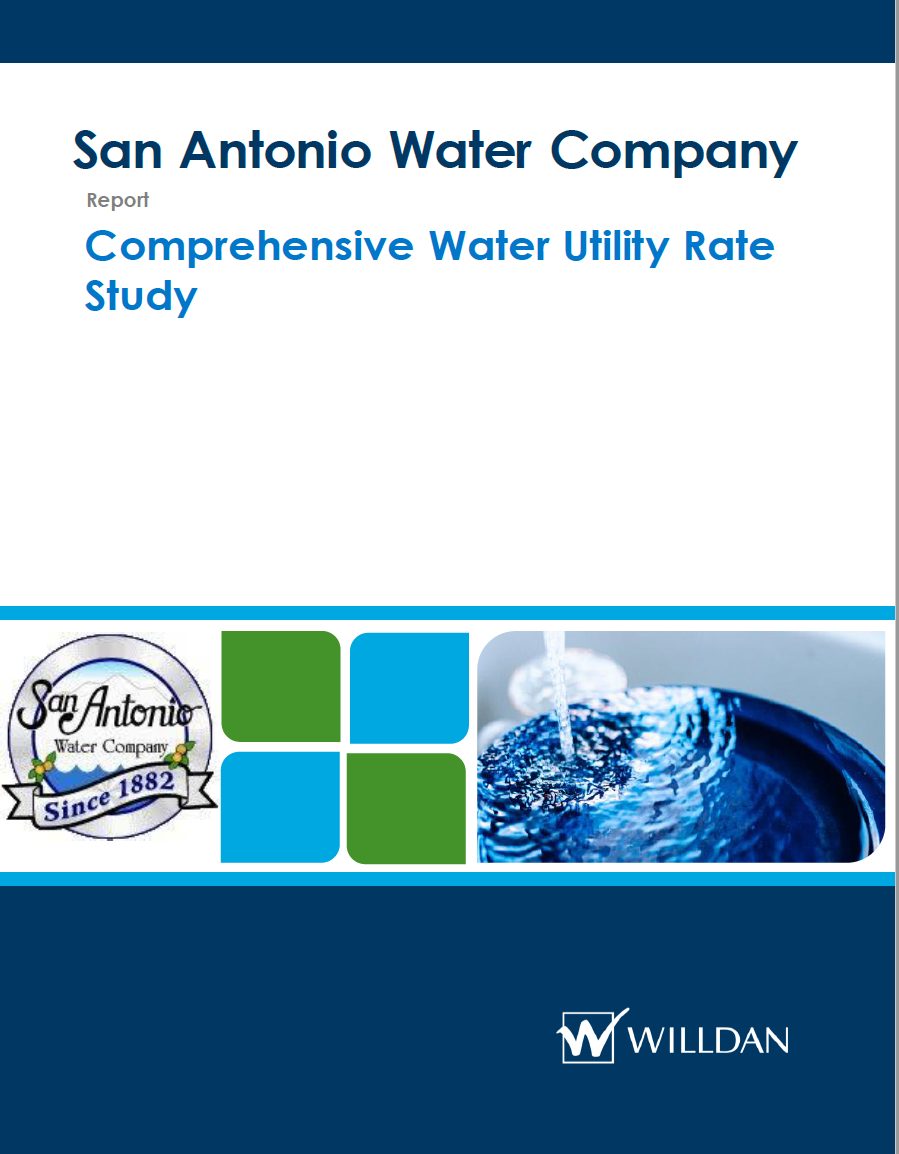 San Antonio Water Company
Report
Comprehensive Water Utility Rate
Study
San Antonio
Water Company
Since 1882
W WILLDAN